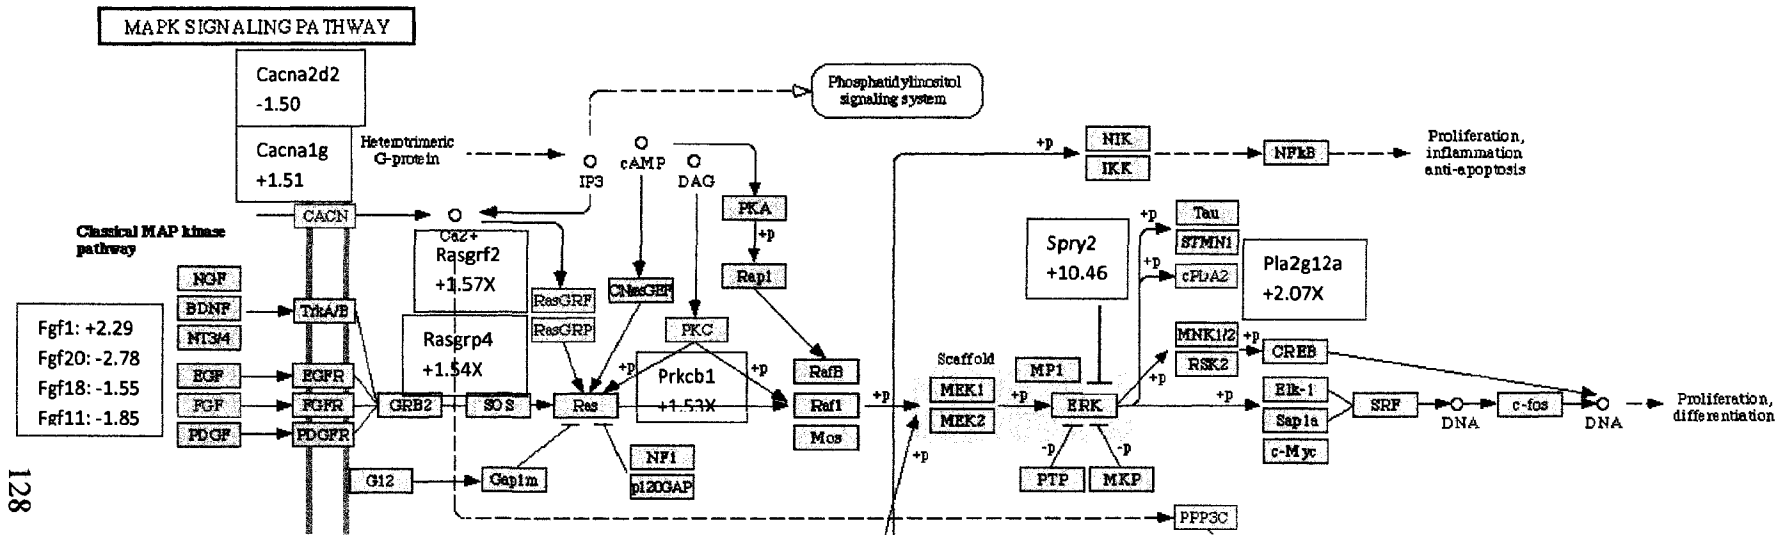 MAPK SIGNALING PATHWAY
Cacna2d2
-1.50
Cacna1g
+1.51
Heterotrimeric
G-protein
Phosphatidylinositol
signaling system
IP3
cAMP
DAG
CACN
Ca2+
PKA
+p
Rap1
+p
NIK
IKK
NFkB
Proliferation,
inflammation
anti-apoptosis
Classical MAP kinase
pathway
Rasgrf2
+1.57X
Rasgrp4
+1.54X
RasGRF
RasGRP
CNrasGEF
PKC
+p
+p
Prkcb1
+1.53X
Spry2
+10.46
+p
Tau
STMN1
+p
cPLA2
Pla2g12a
+2.07X
Fgf1: +2.29
Fgf20: -2.78
Fgf18: -1.55
Fgf11: -1.85
NGF
BDNF
NT3/4
EGF
FGF
PDGF
TrkA/B
EGFR
FGFR
PDGFR
GRB2
SOS
Ras
G12
Gap1m
NF1
p120GAP
RafB
Raf1
Mos
+p
+p
Scaffold
MEK1
MEK2
+p
MP1
ERK
-p
-p
PTP
MKP
+p
MNK1/2
RSK2
+p
CREB
+p
Elk-1
Sap1a
c-Myc
SRF
DNA
c-fos
DNA
Proliferation,
differentiation
PPP3C
128